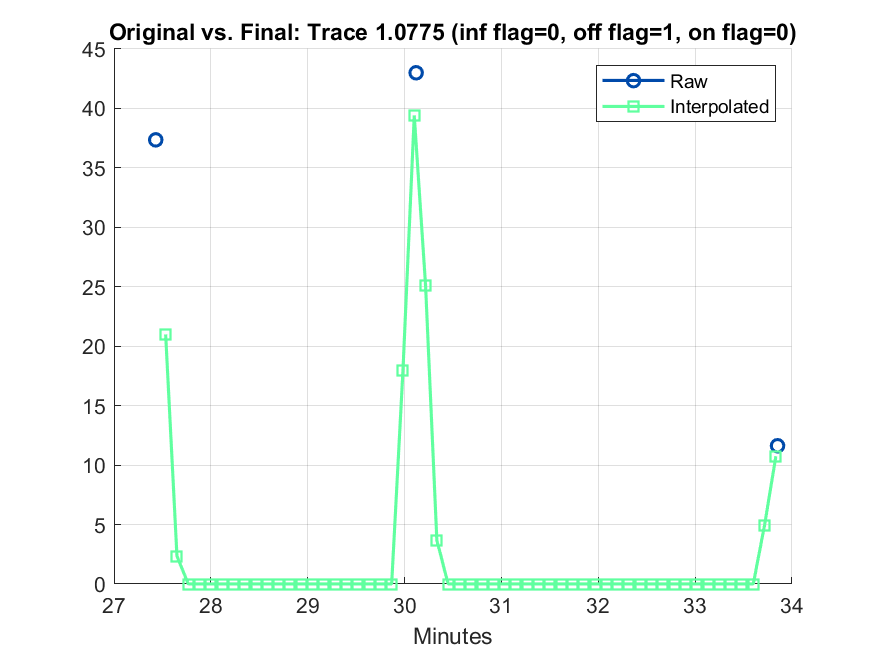 Original vs. Final: Trace 1.0775 (inf flag=0, off flag=1, on flag=0)
45
40
35
30
25
20
15
10
5
0
Raw
Interpolated
27 28 29 30 31 32 33 34
Minutes